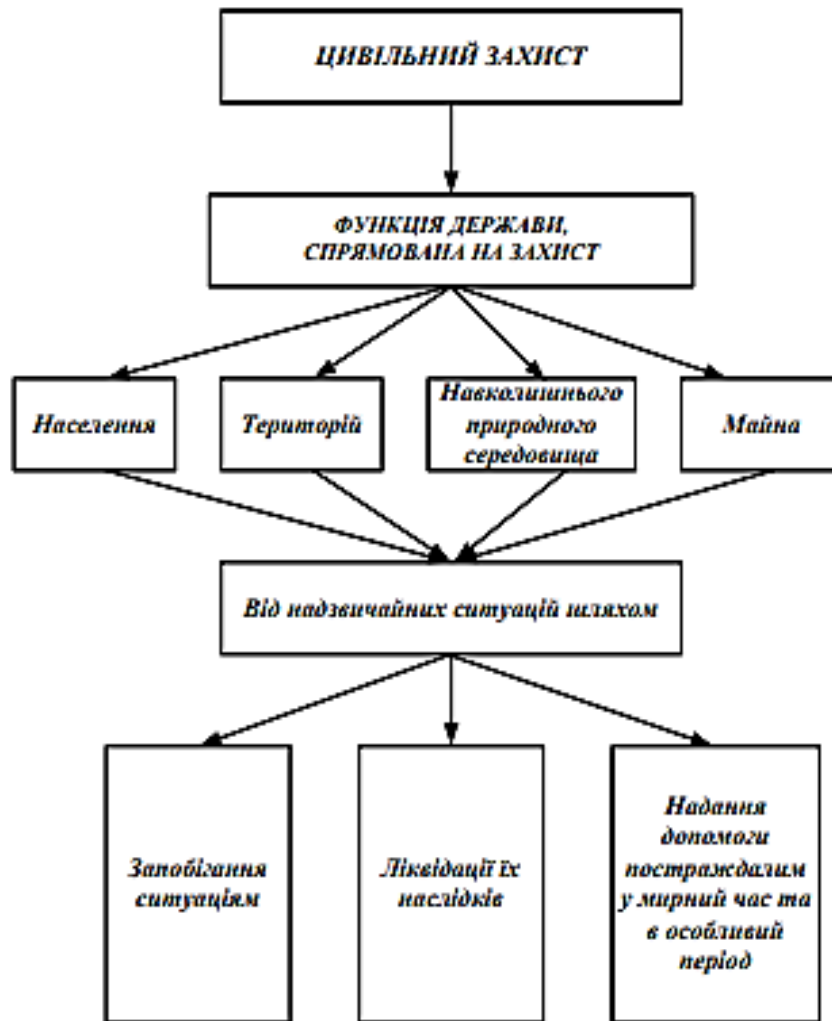 ЦИВІЛЬНИЙ ЗАХИСТ
ФУНКЦІЯ ДЕРЖАВИ,
СПРЯМОВАНА НА ЗАХИСТ
Населення
Територій
Навколишнього
природного
середовища
Майна
Від надзвичайних ситуацій шляхом
Запобігання
ситуаціям
Ліквідації їх
наслідків
Надання
допомоги
постраждалим
у мирний час та
в особливий
період